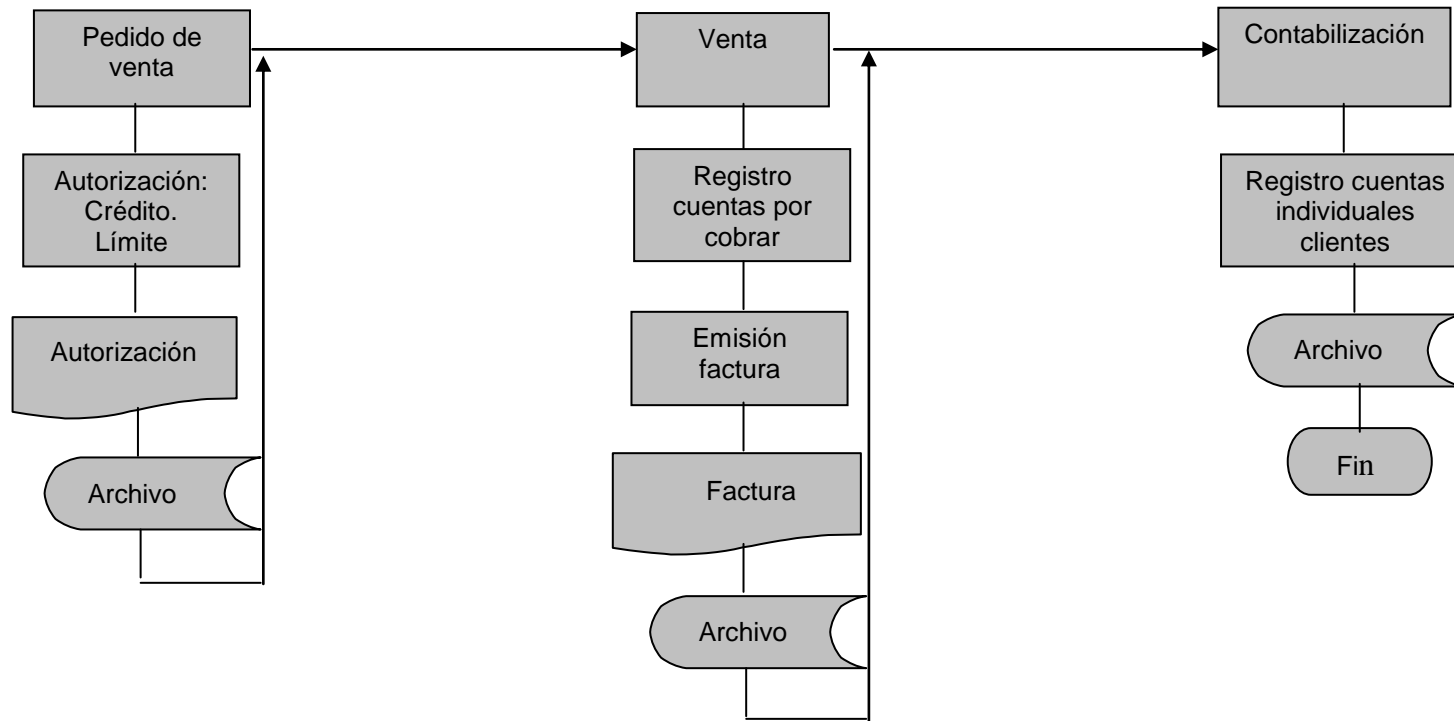 Pedido de
venta
Autorización:
Crédito.
Límite
Autorización
Archivo
Venta
Registro
cuentas por
cobrar
Emisión
factura
Factura
Archivo
Contabilización
Registro cuentas
individuales
clientes
Archivo
Fin